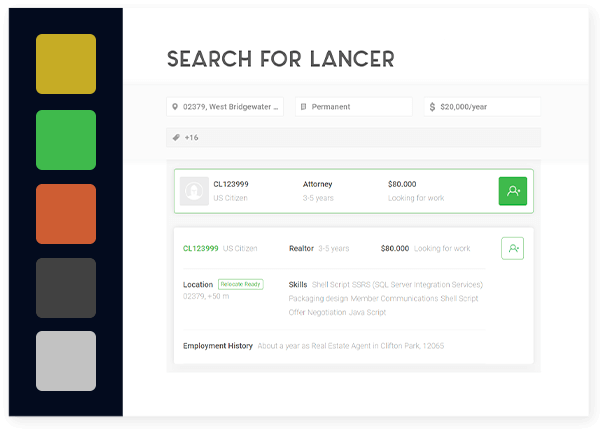 SEARCH FOR LANCER
02379, West Bridgewater ... Permanent $20,000/year
+16
CL123999 Attorney $80.000
US Citizen 3-5 years Looking for work
CL123999 US Citizen Realtor 3-5 years $80.000 Looking for work
Location Relocate Ready Skills Shell Script SSRS (SQL Server Integration Services)
02379, +50 m Packaging design Member Communications Shell Script
Offer Negotiation Java Script
Employment History About a year as Real Estate Agent in Clifton Park, 12065